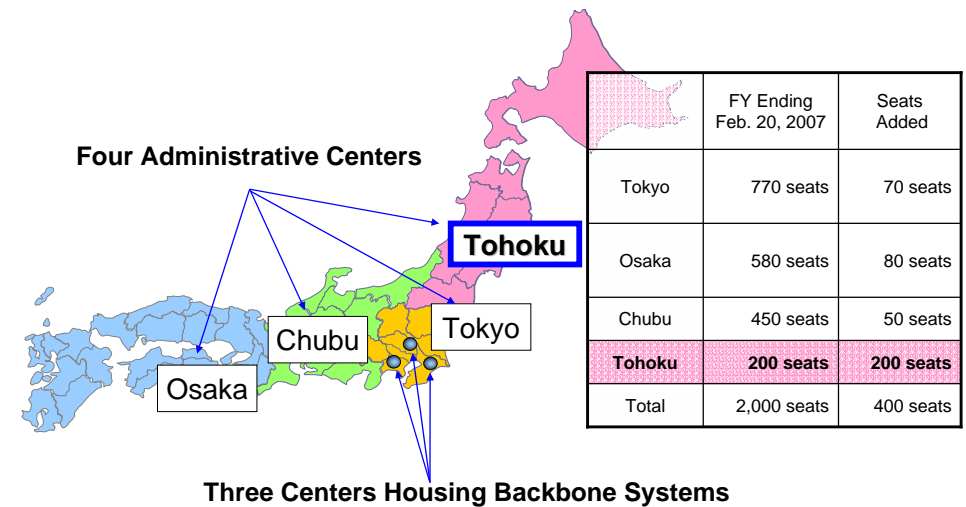 Four Administrative Centers
Tohoku
Chubu
Tokyo
Osaka
Three Centers Housing Backbone Systems
FY Ending
Feb. 20, 2007
Seats
Added
Tokyo 770 seats 70 seats
Osaka 580 seats 80 seats
Chubu 450 seats 50 seats
Tohoku 200 seats 200 seats
Total 2,000 seats 400 seats